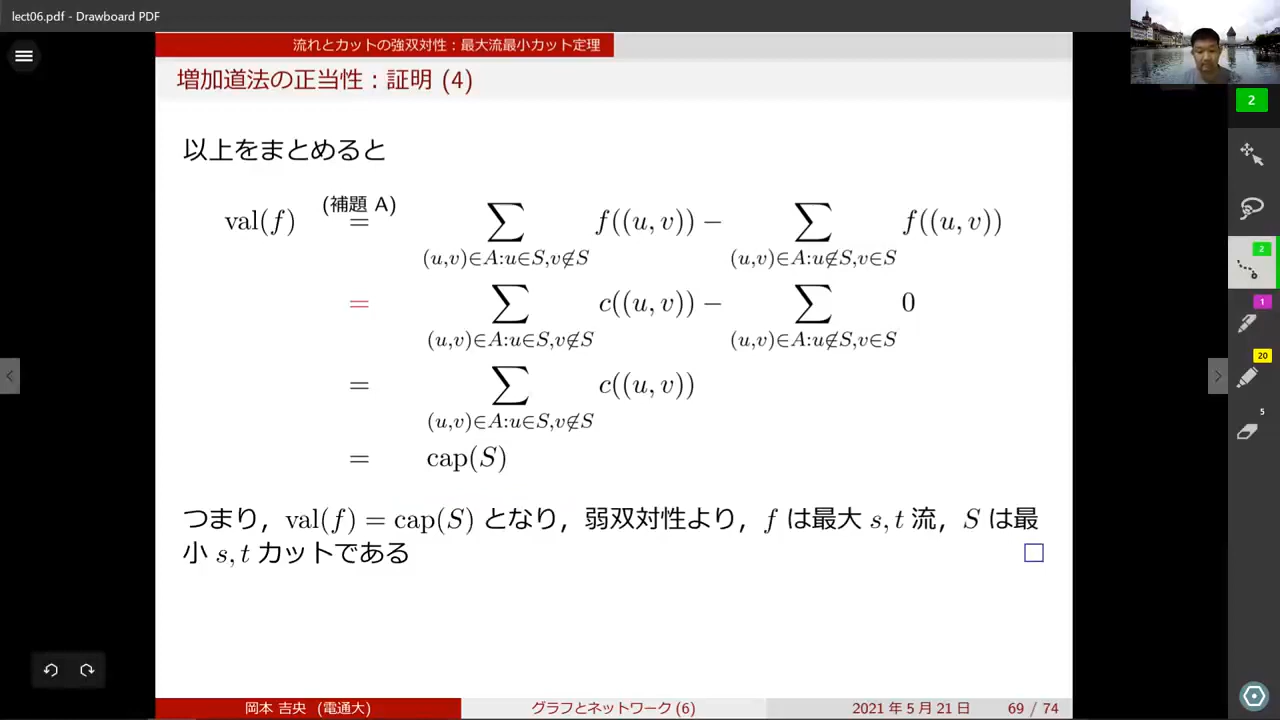 lect06.pdf - Drawboard PDF
流れとカットの強双対性：最大流最小カット定理
増加道法の正当性：証明 (4)
以上をまとめると
(補題 A)
val(f) = ∑ f((u, v)) − ∑ f((u, v))
(u,v)∈A:u∈S,v∉S (u,v)∈A:u∉S,v∈S
= ∑ c((u, v)) − ∑ 0
(u,v)∈A:u∈S,v∉S (u,v)∈A:u∉S,v∈S
= ∑ c((u, v))
(u,v)∈A:u∈S,v∉S
= cap(S)
つまり，val(f) = cap(S) となり，弱双対性より，f は最大 s, t 流，S は最
小 s, t カットである
岡本 吉央 (電通大) グラフとネットワーク (6) 2021 年 5 月 21 日 69 / 74
2
2
1
20
5